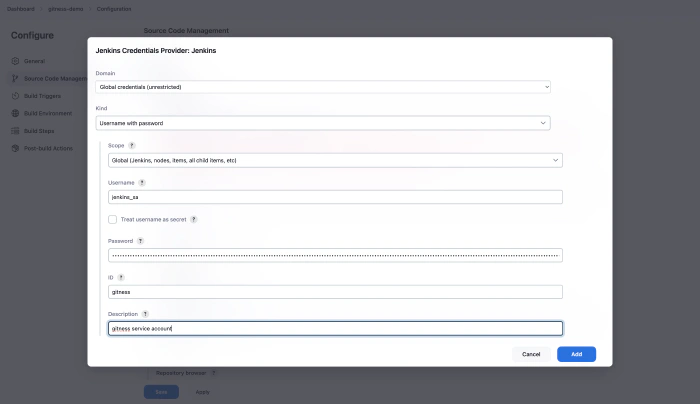 Dashboard gitness-demo Configuration
Configure
Source Code Management
General
Source Code Managem
Build Triggers
Build Environment
Build Steps
Post-build Actions
Jenkins Credentials Provider: Jenkins
Domain
Global credentials (unrestricted)
Kind
Username with password
Scope ?
Global (Jenkins, nodes, items, all child items, etc)
Username ?
jenkins_sa
Treat username as secret ?
Password ?
ID ?
gitness
Description ?
gitness service account
Cancel Add
Repository browser ?
Save Apply